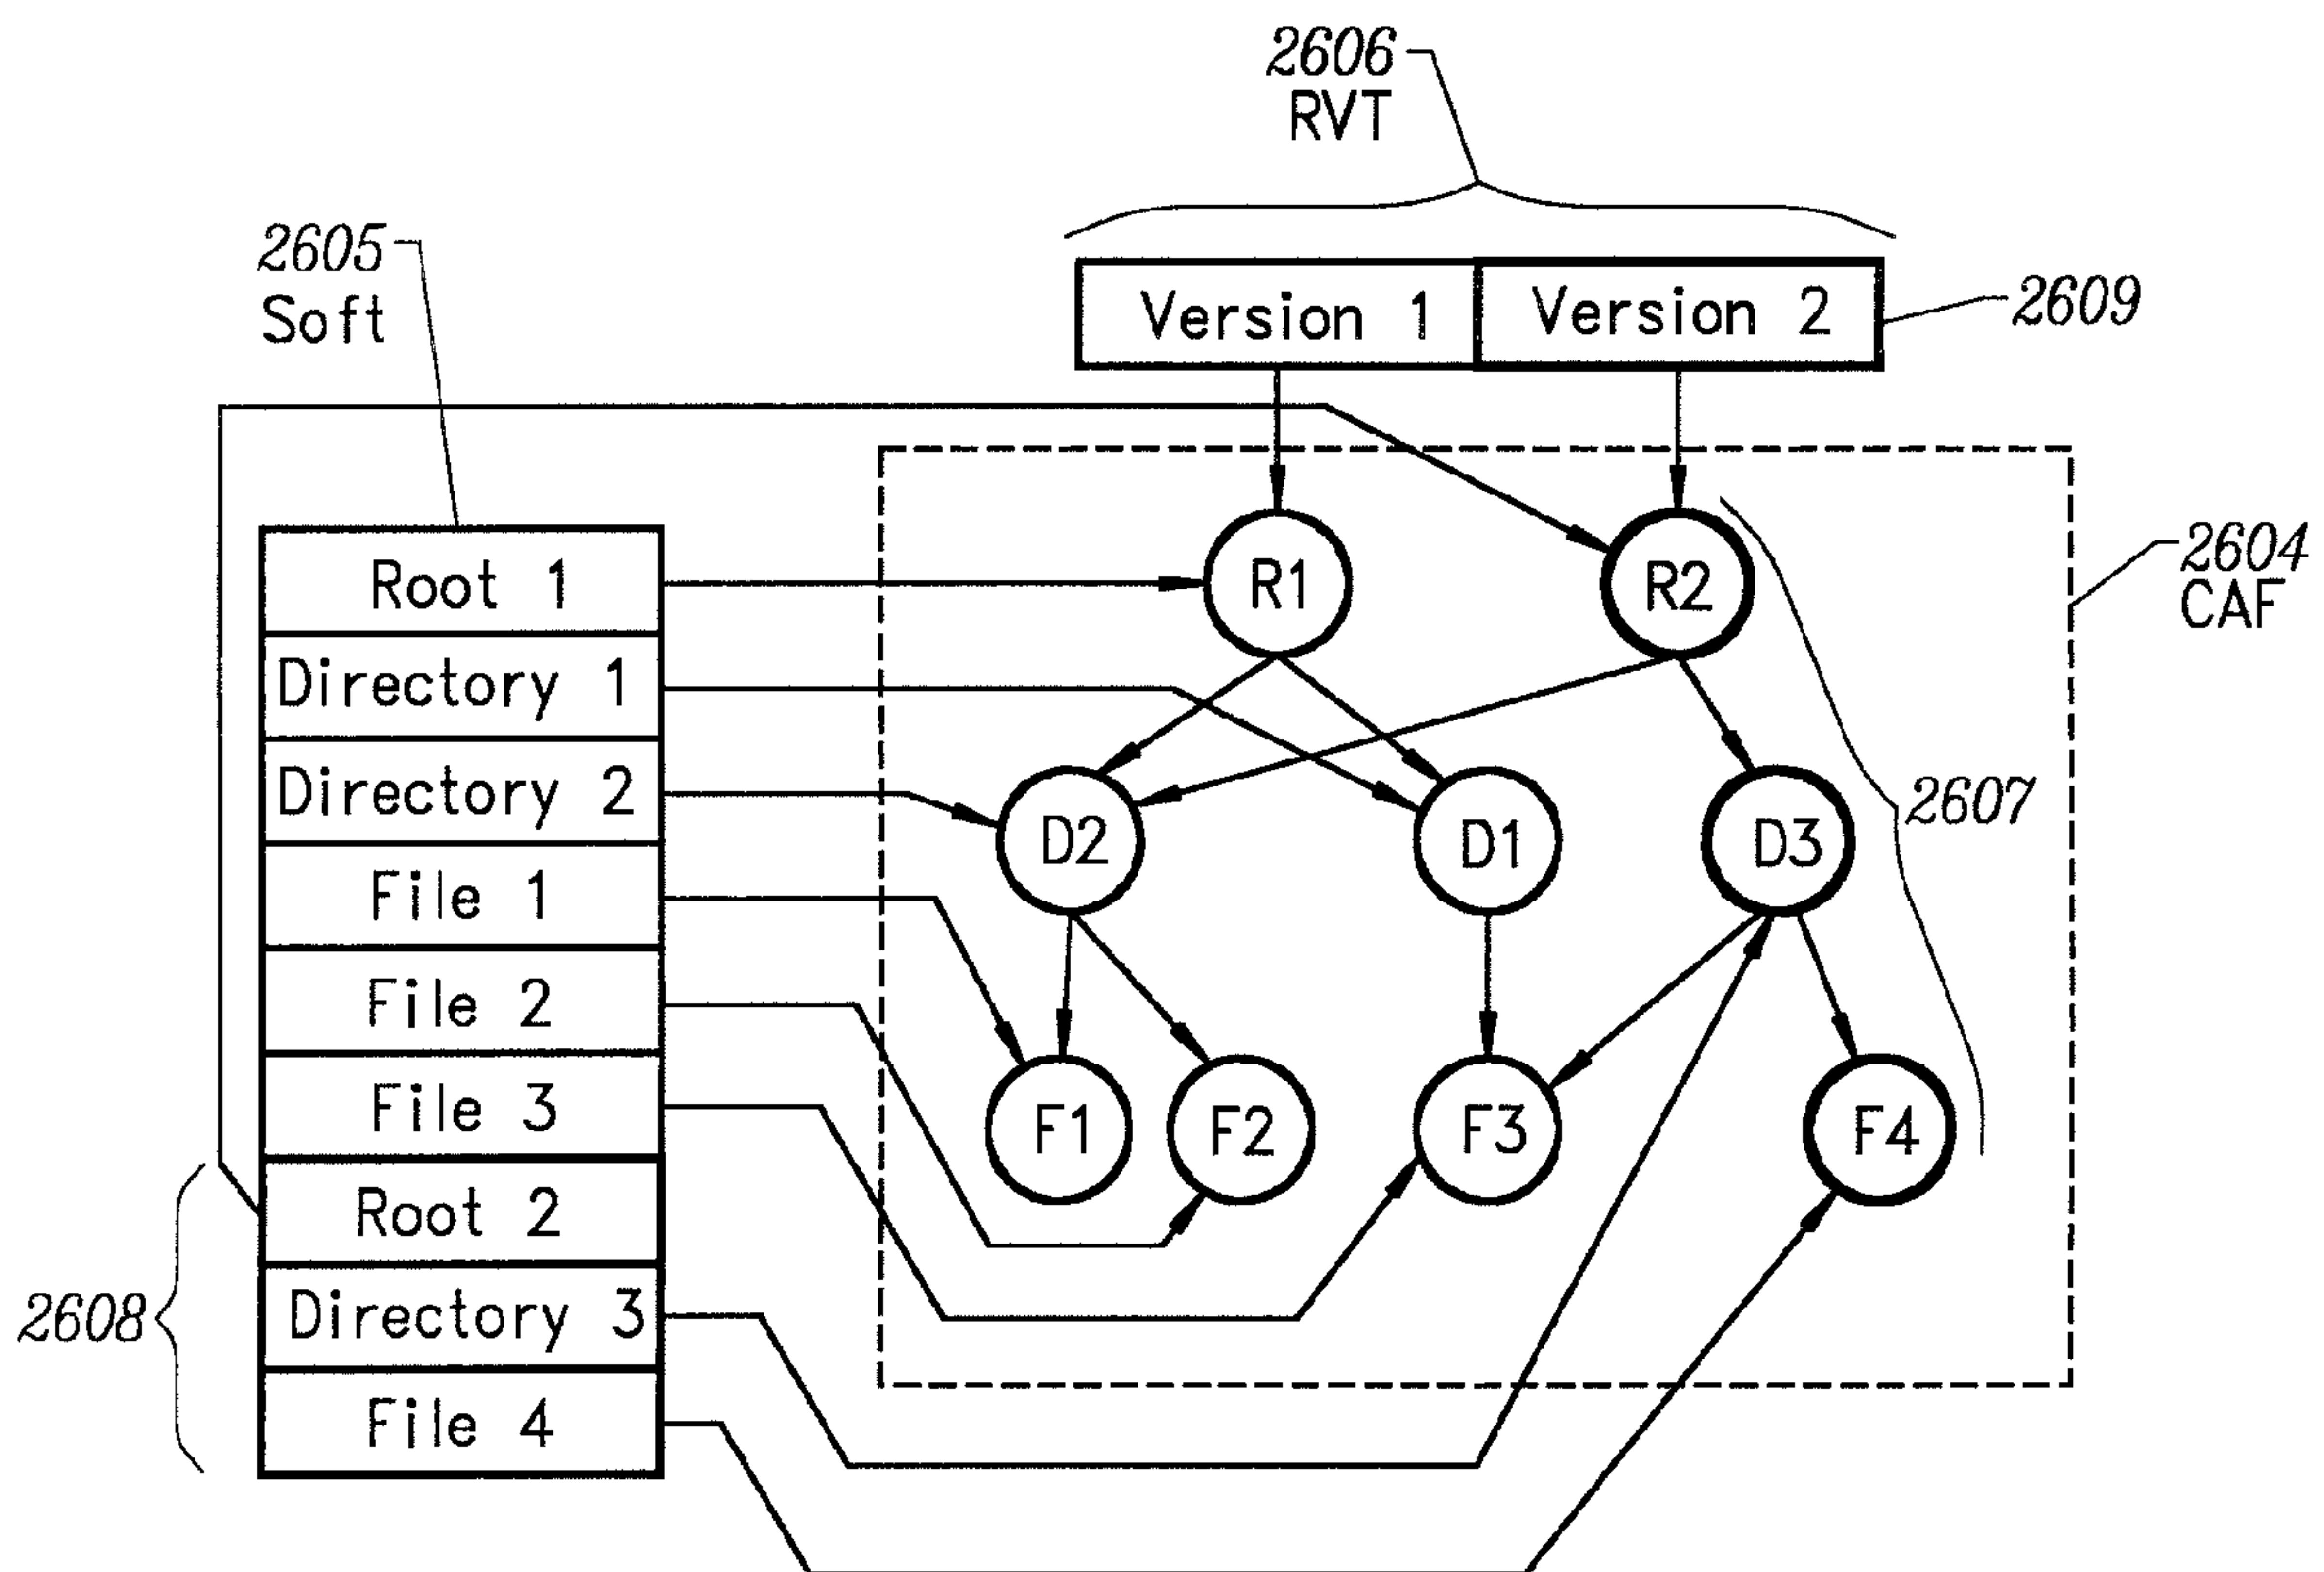 2606
RVT
2605
Soft
Version 1
Version 2
2609
2604
CAF
Root 1
Directory 1
Directory 2
File 1
File 2
File 3
Root 2
Directory 3
File 4
2608
R1
R2
2607
D2
D1
D3
F1
F2
F3
F4